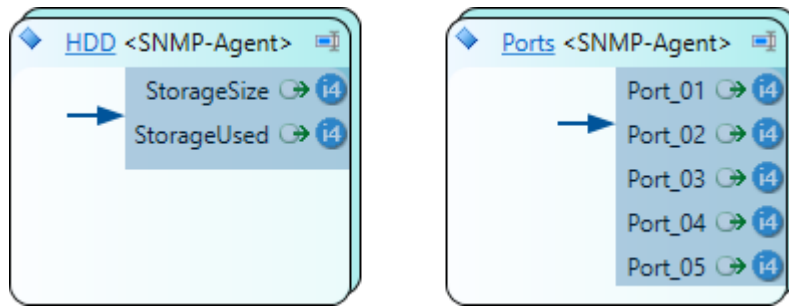 HDD <SNMP-Agent>
StorageSize i4
StorageUsed i4
Ports <SNMP-Agent>
Port_01 i4
Port_02 i4
Port_03 i4
Port_04 i4
Port_05 i4